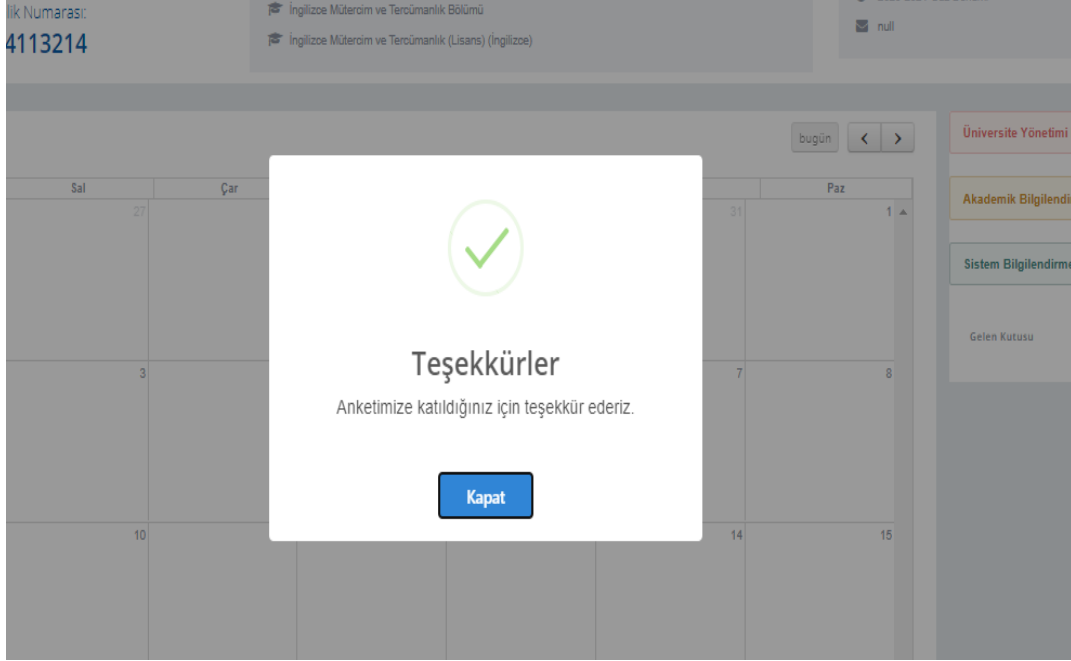 lik Numarası:
4113214
İngilizce Mütercim ve Tercümanlık Bölümü
İngilizce Mütercim ve Tercümanlık (Lisans) (İngilizce)
null
bugün
Üniversite Yönetimi
Sal
Çar
Paz
27
31
1
Akademik Bilgilendi
Sistem Bilgilendirme
Gelen Kutusu
Teşekkürler
Anketimize katıldığınız için teşekkür ederiz.
Kapat
3
7
8
10
14
15